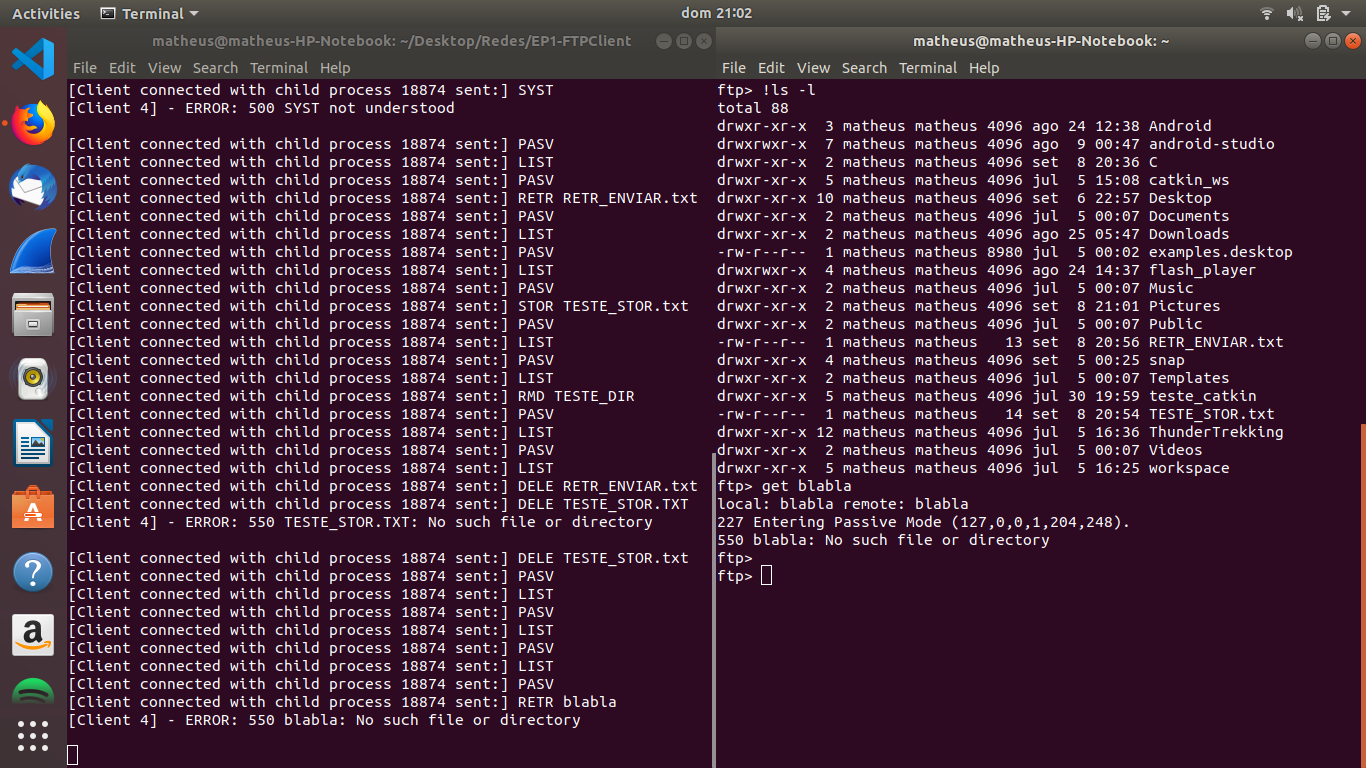 Activities Terminal dom 21:02
matheus@matheus-HP-Notebook: ~/Desktop/Redes/EP1-FTPClient
File Edit View Search Terminal Help
[Client connected with child process 18874 sent:] SYST
[Client 4] - ERROR: 500 SYST not understood
[Client connected with child process 18874 sent:] PASV
[Client connected with child process 18874 sent:] LIST
[Client connected with child process 18874 sent:] PASV
[Client connected with child process 18874 sent:] RETR RETR_ENVIAR.txt
[Client connected with child process 18874 sent:] PASV
[Client connected with child process 18874 sent:] LIST
[Client connected with child process 18874 sent:] PASV
[Client connected with child process 18874 sent:] LIST
[Client connected with child process 18874 sent:] PASV
[Client connected with child process 18874 sent:] STOR TESTE_STOR.txt
[Client connected with child process 18874 sent:] PASV
[Client connected with child process 18874 sent:] LIST
[Client connected with child process 18874 sent:] PASV
[Client connected with child process 18874 sent:] LIST
[Client connected with child process 18874 sent:] RMD TESTE_DIR
[Client connected with child process 18874 sent:] PASV
[Client connected with child process 18874 sent:] LIST
[Client connected with child process 18874 sent:] PASV
[Client connected with child process 18874 sent:] LIST
[Client connected with child process 18874 sent:] DELE RETR_ENVIAR.txt
[Client connected with child process 18874 sent:] DELE TESTE_STOR.TXT
[Client 4] - ERROR: 550 TESTE_STOR.TXT: No such file or directory
[Client connected with child process 18874 sent:] DELE TESTE_STOR.txt
[Client connected with child process 18874 sent:] PASV
[Client connected with child process 18874 sent:] LIST
[Client connected with child process 18874 sent:] PASV
[Client connected with child process 18874 sent:] LIST
[Client connected with child process 18874 sent:] PASV
[Client connected with child process 18874 sent:] LIST
[Client connected with child process 18874 sent:] PASV
[Client connected with child process 18874 sent:] RETR blabla
[Client 4] - ERROR: 550 blabla: No such file or directory
matheus@matheus-HP-Notebook: ~
File Edit View Search Terminal Help
ftp> !ls -l
total 88
drwxr-xr-x  3 matheus matheus 4096 ago 24 12:38 Android
drwxrwxr-x  7 matheus matheus 4096 ago  9 00:47 android-studio
drwxr-xr-x  2 matheus matheus 4096 set  8 20:36 C
drwxr-xr-x  5 matheus matheus 4096 jul  5 15:08 catkin_ws
drwxr-xr-x 10 matheus matheus 4096 set  6 22:57 Desktop
drwxr-xr-x  2 matheus matheus 4096 jul  5 00:07 Documents
drwxr-xr-x  2 matheus matheus 4096 ago 25 05:47 Downloads
-rw-r--r--  1 matheus matheus 8980 jul  5 00:02 examples.desktop
drwxrwxr-x  4 matheus matheus 4096 ago 24 14:37 flash_player
drwxr-xr-x  2 matheus matheus 4096 jul  5 00:07 Music
drwxr-xr-x  2 matheus matheus 4096 set  8 21:01 Pictures
drwxr-xr-x  2 matheus matheus 4096 jul  5 00:07 Public
-rw-r--r--  1 matheus matheus   13 set  8 20:56 RETR_ENVIAR.txt
drwxr-xr-x  4 matheus matheus 4096 set  5 00:25 snap
drwxr-xr-x  2 matheus matheus 4096 jul  5 00:07 Templates
drwxr-xr-x  5 matheus matheus 4096 jul 30 19:59 teste_catkin
-rw-r--r--  1 matheus matheus   14 set  8 20:54 TESTE_STOR.txt
drwxr-xr-x 12 matheus matheus 4096 jul  5 16:36 ThunderTrekking
drwxr-xr-x  2 matheus matheus 4096 jul  5 00:07 Videos
drwxr-xr-x  5 matheus matheus 4096 jul  5 16:25 workspace
ftp> get blabla
local: blabla remote: blabla
227 Entering Passive Mode (127,0,0,1,204,248).
550 blabla: No such file or directory
ftp>
ftp>